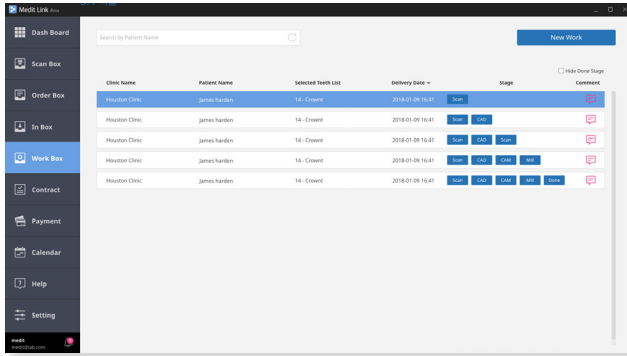 Medit Link Beta
Dash Board
Search by Patient Name
New Work
Scan Box
Hide Done Stage
Clinic Name Patient Name Selected Teeth List Delivery Date Stage Comment
Order Box
Houston Clinic James harden 14 - Crownt 2018-01-09 16:41 Scan
In Box
Houston Clinic James harden 14 - Crownt 2018-01-09 16:41 Scan CAD
Houston Clinic James harden 14 - Crownt 2018-01-09 16:41 Scan CAD Scan
Work Box
Houston Clinic James harden 14 - Crownt 2018-01-09 16:41 Scan CAD CAM Mill
Houston Clinic James harden 14 - Crownt 2018-01-09 16:41 Scan CAD CAM Mill Done
Contract
Payment
Calendar
Help
Setting
medit